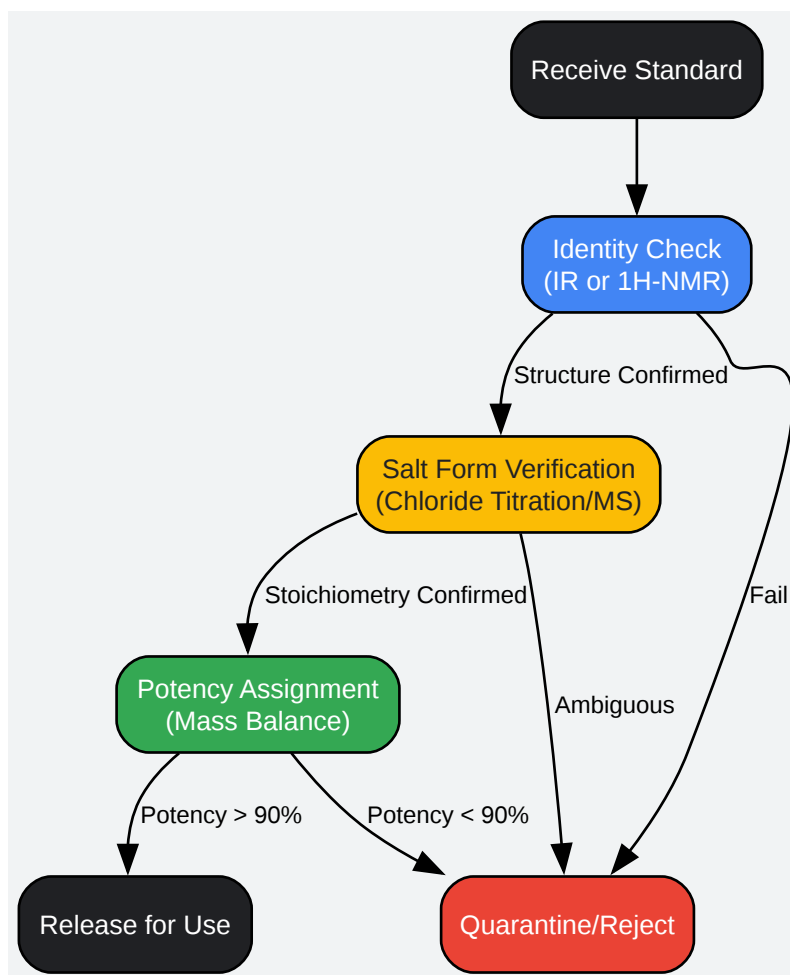 Receive Standard
Identity Check
(IR or 1H-NMR)
Structure Confirmed
Salt Form Verification
(Chloride Titration/MS)
Stoichiometry Confirmed
Fail
Potency Assignment
(Mass Balance)
Ambiguous
Potency > 90%
Potency < 90%
Release for Use
Quarantine/Reject